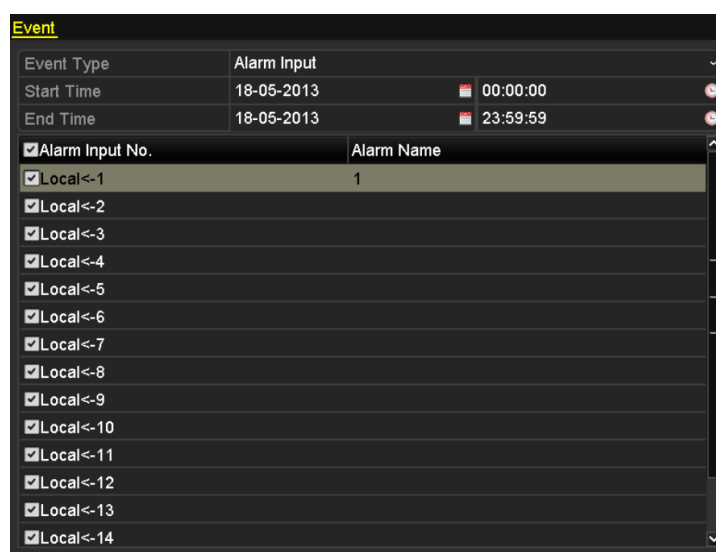 Event
Event Type Alarm Input
Start Time 18-05-2013 00:00:00
End Time 18-05-2013 23:59:59
Alarm Input No. Alarm Name
Local<-1 1
Local<-2
Local<-3
Local<-4
Local<-5
Local<-6
Local<-7
Local<-8
Local<-9
Local<-10
Local<-11
Local<-12
Local<-13
Local<-14